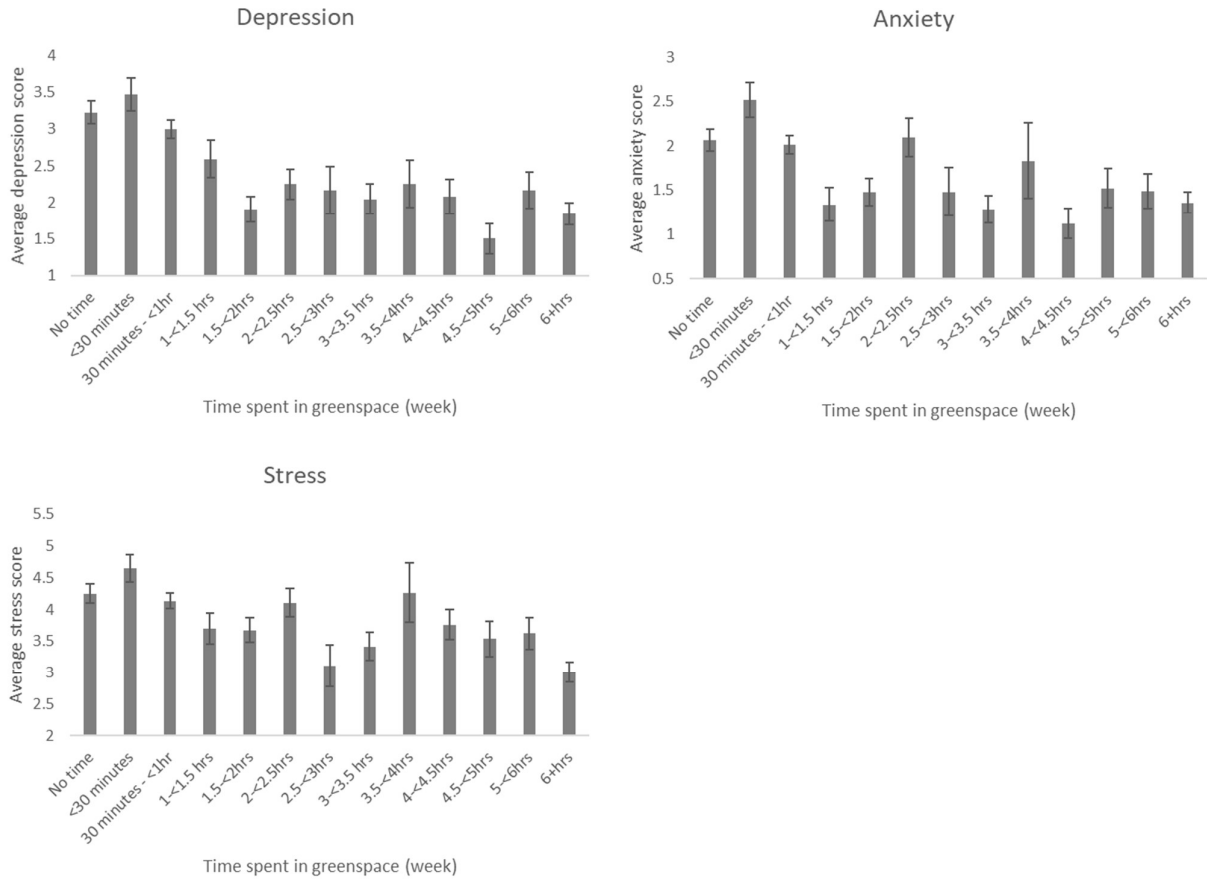 Depression
Average depression score
4
3.5
3
2.5
2
1.5
1
No time
<30 minutes
30 minutes - <1hr
1-<1.5 hrs
1.5-<2hrs
2-<2.5hrs
2.5-<3hrs
3-<3.5 hrs
3.5-<4hrs
4-<4.5hrs
4.5-<5hrs
5-<6hrs
6+hrs
Time spent in greenspace (week)
Anxiety
Average anxiety score
3
2.5
2
1.5
1
0.5
No time
<30 minutes
30 minutes - <1hr
1-<1.5 hrs
1.5-<2hrs
2-<2.5hrs
2.5-<3hrs
3-<3.5 hrs
3.5-<4hrs
4-<4.5hrs
4.5-<5hrs
5-<6hrs
6+hrs
Time spent in greenspace (week)
Stress
Average stress score
5.5
5
4.5
4
3.5
3
2.5
2
No time
<30 minutes
30 minutes - <1hr
1-<1.5 hrs
1.5-<2hrs
2-<2.5hrs
2.5-<3hrs
3-<3.5 hrs
3.5-<4hrs
4-<4.5hrs
4.5-<5hrs
5-<6hrs
6+hrs
Time spent in greenspace (week)